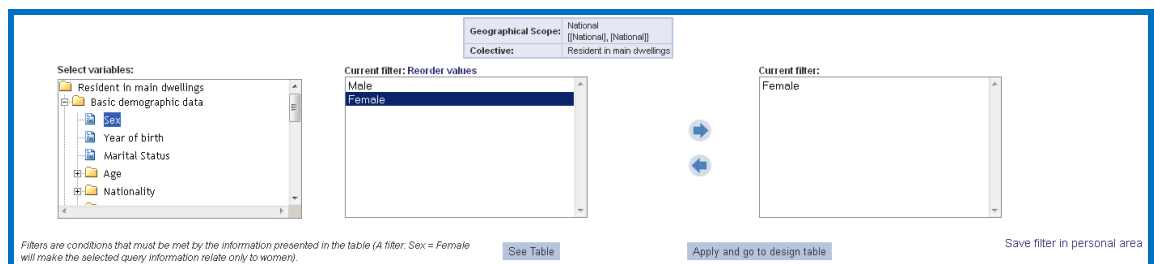 Geographical Scope: National
[[National], [National]]
Colective: Resident in main dwellings
Select variables:
Resident in main dwellings
Basic demographic data
Sex
Year of birth
Marital Status
Age
Nationality
Current filter: Reorder values
Male
Female
Current filter:
Female
Filters are conditions that must be met by the information presented in the table (A filter: Sex = Female
will make the selected query information relate only to women).
See Table
Apply and go to design table
Save filter in personal area